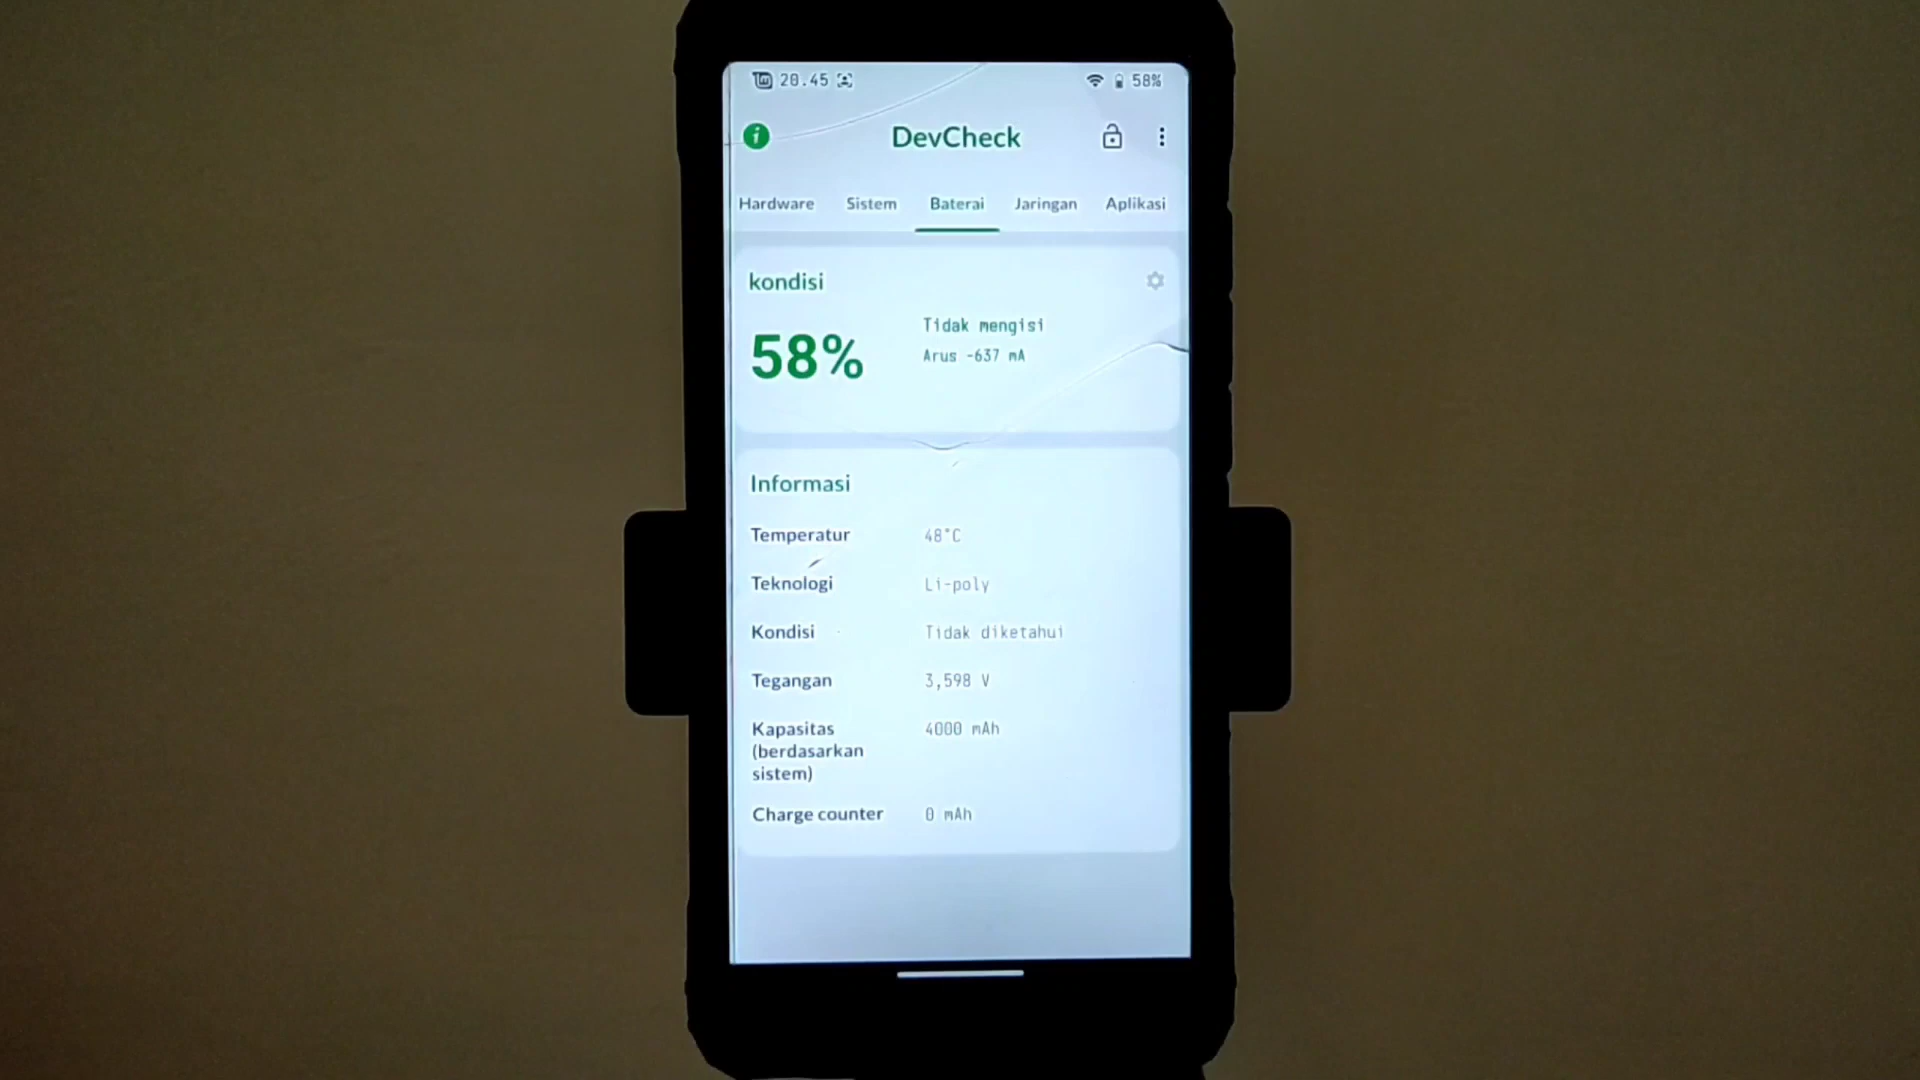 20.45 58%
DevCheck
Hardware Sistem Baterai Jaringan Aplikasi
kondisi
58%
Tidak mengisi
Arus -637 mA
Informasi
Temperatur 48°C
Teknologi Li-poly
Kondisi Tidak diketahui
Tegangan 3,598 V
Kapasitas 4000 mAh
(berdasarkan
sistem)
Charge counter 0 mAh